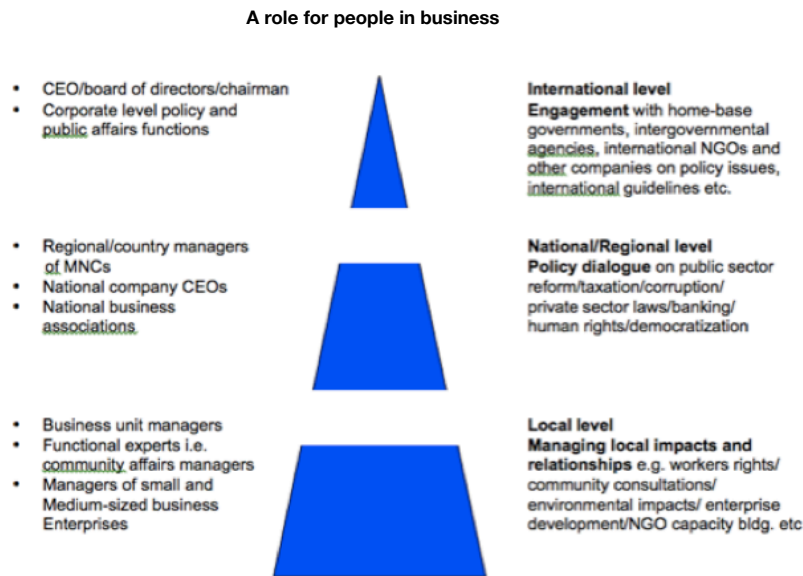 A role for people in business
• CEO/board of directors/chairman
• Corporate level policy and
public affairs functions
International level
Engagement with home-base
governments, intergovernmental
agencies, international NGOs and
other companies on policy issues,
international guidelines etc.
• Regional/country managers
of MNCs
• National company CEOs
• National business
associations
National/Regional level
Policy dialogue on public sector
reform/taxation/corruption/
private sector laws/banking/
human rights/democratization
• Business unit managers
• Functional experts i.e.
community affairs managers
• Managers of small and
Medium-sized business
Enterprises
Local level
Managing local impacts and
relationships e.g. workers rights/
community consultations/
environmental impacts/ enterprise
development/NGO capacity bldg. etc